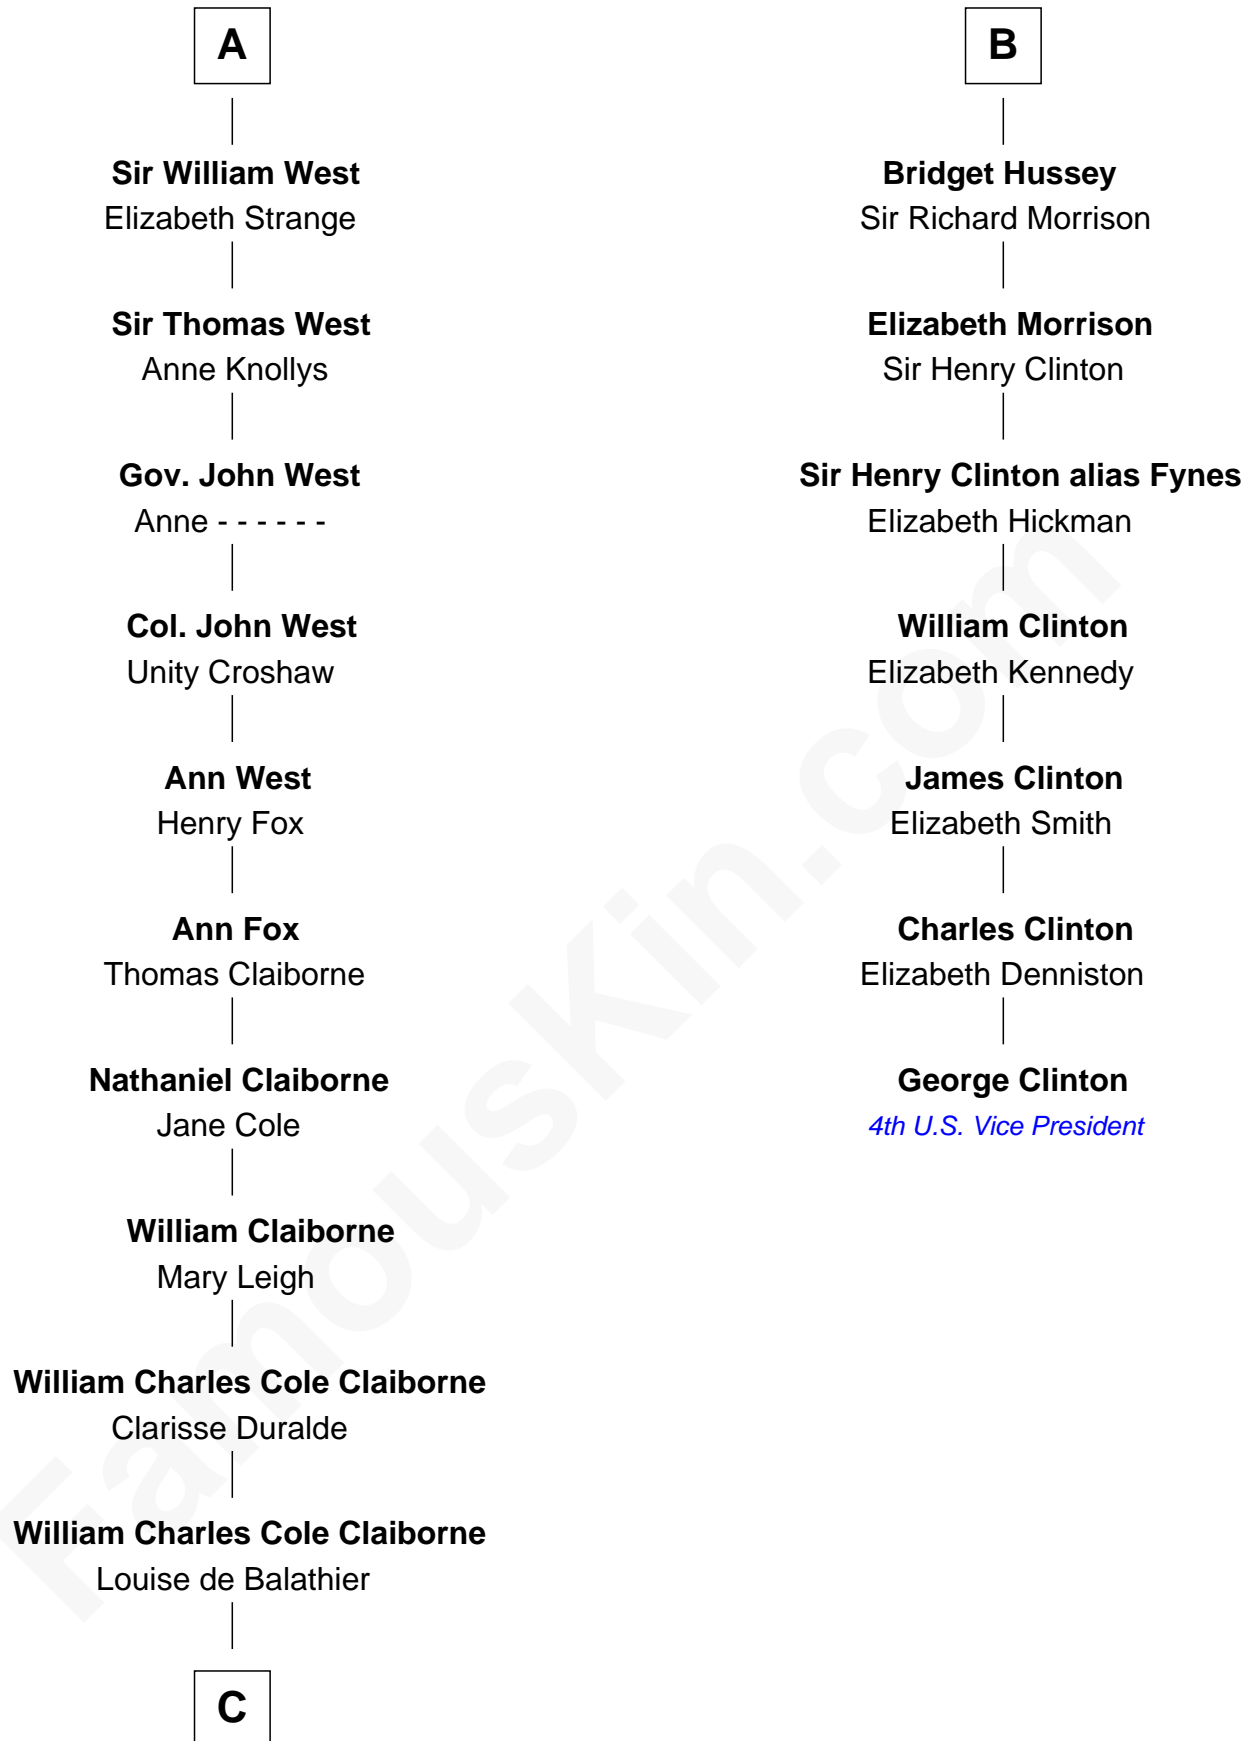 A
Sir William West
Elizabeth Strange
Sir Thomas West
Anne Knollys
Gov. John West
Anne - - - - - -
Col. John West
Unity Croshaw
Ann West
Henry Fox
Ann Fox
Thomas Claiborne
Nathaniel Claiborne
Jane Cole
William Claiborne
Mary Leigh
William Charles Cole Claiborne
Clarisse Duralde
William Charles Cole Claiborne
Louise de Balathier
C
B
Bridget Hussey
Sir Richard Morrison
Elizabeth Morrison
Sir Henry Clinton
Sir Henry Clinton alias Fynes
Elizabeth Hickman
William Clinton
Elizabeth Kennedy
James Clinton
Elizabeth Smith
Charles Clinton
Elizabeth Denniston
George Clinton
4th U.S. Vice President
FamousKin.com